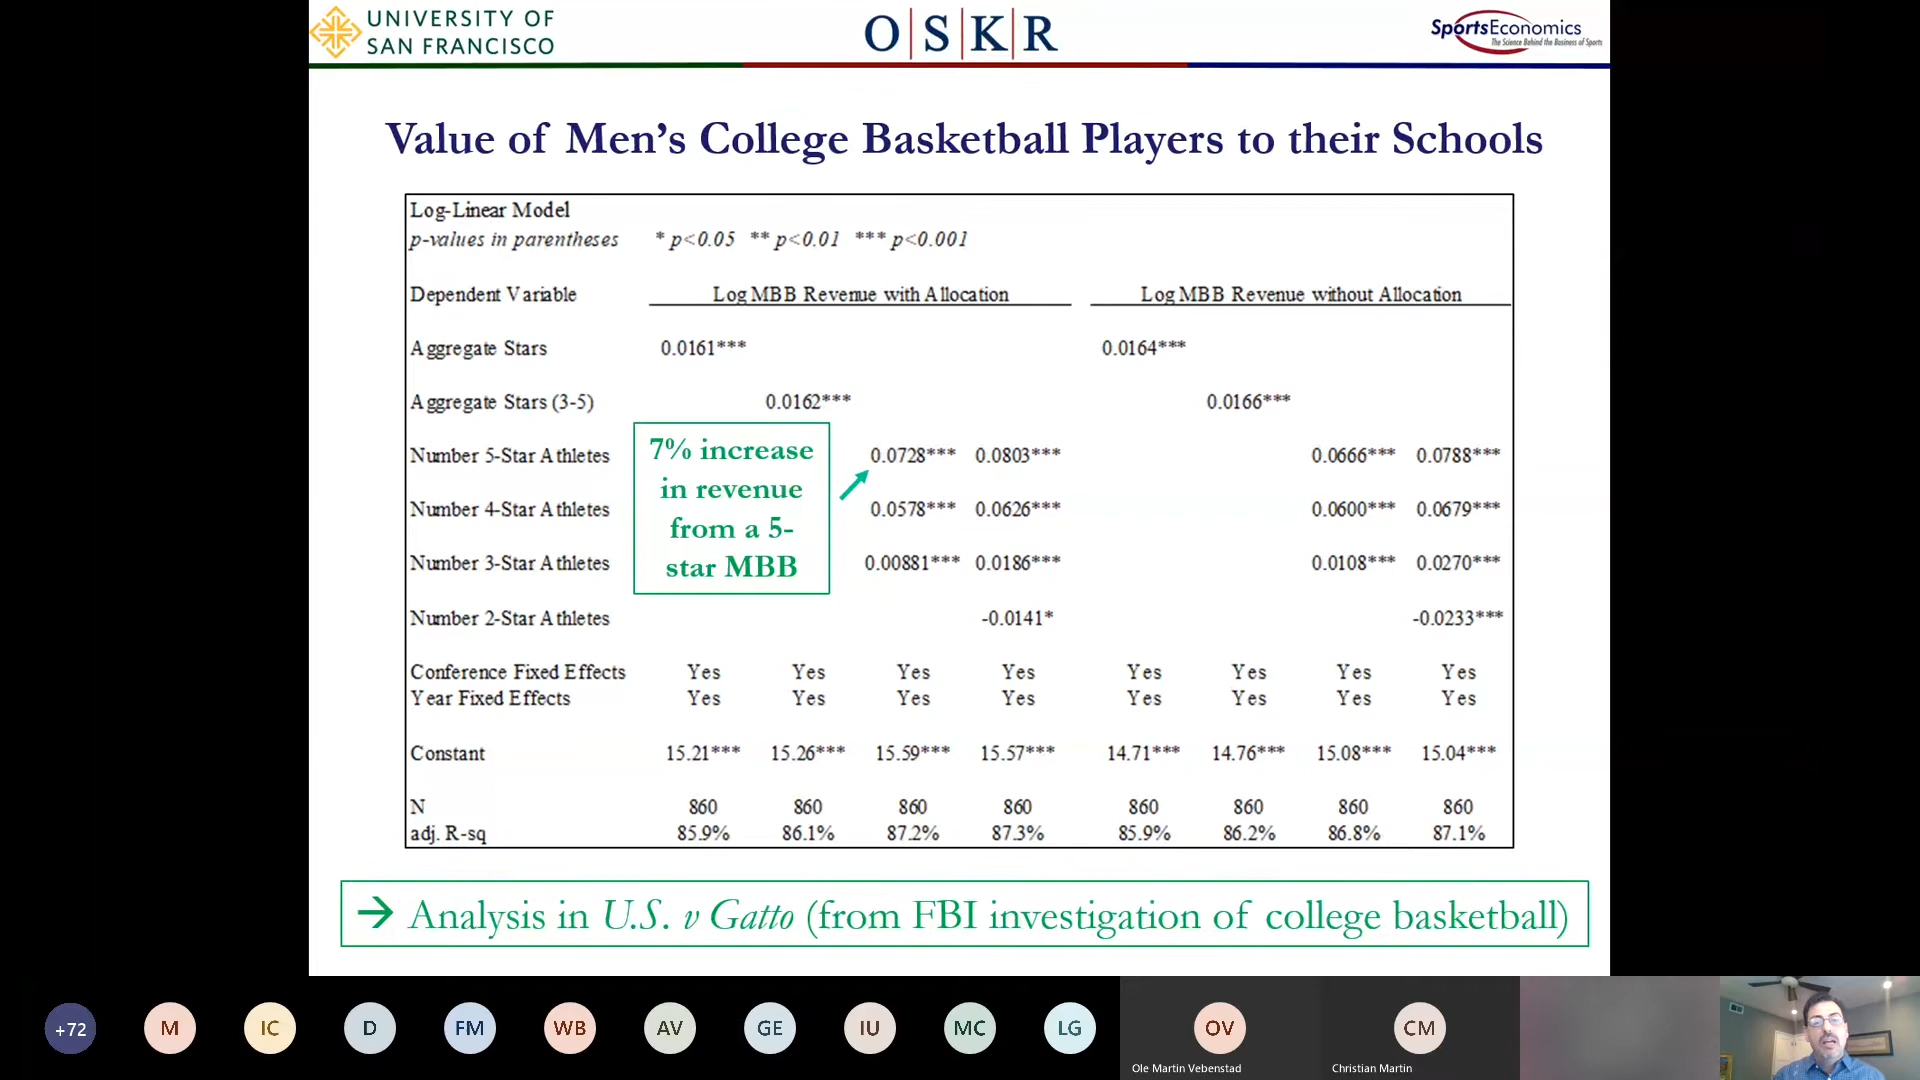 UNIVERSITY OF
SAN FRANCISCO
O|S|K|R
SportsEconomics
The Science Behind the Business of Sports
Value of Men's College Basketball Players to their Schools
Log-Linear Model
p-values in parentheses * p<0.05 ** p<0.01 *** p<0.001
Dependent Variable Log MBB Revenue with Allocation Log MBB Revenue without Allocation
Aggregate Stars 0.0161*** 0.0164***
Aggregate Stars (3-5) 0.0162*** 0.0166***
Number 5-Star Athletes 0.0728*** 0.0803*** 0.0666*** 0.0788***
Number 4-Star Athletes 0.0578*** 0.0626*** 0.0600*** 0.0679***
Number 3-Star Athletes 0.00881*** 0.0186*** 0.0108*** 0.0270***
7% increase
in revenue
from a 5-
star MBB
Number 2-Star Athletes -0.0141* -0.0233***
Conference Fixed Effects Yes Yes Yes Yes Yes Yes Yes Yes
Year Fixed Effects Yes Yes Yes Yes Yes Yes Yes Yes
Constant 15.21*** 15.26*** 15.59*** 15.57*** 14.71*** 14.76*** 15.08*** 15.04***
N 860 860 860 860 860 860 860 860
adj. R-sq 85.9% 86.1% 87.2% 87.3% 85.9% 86.2% 86.8% 87.1%
→ Analysis in U.S. v Gatto (from FBI investigation of college basketball)
+72 M IC D FM WB AV GE IU MC LG OV CM
Ole Martin Vebenstad Christian Martin